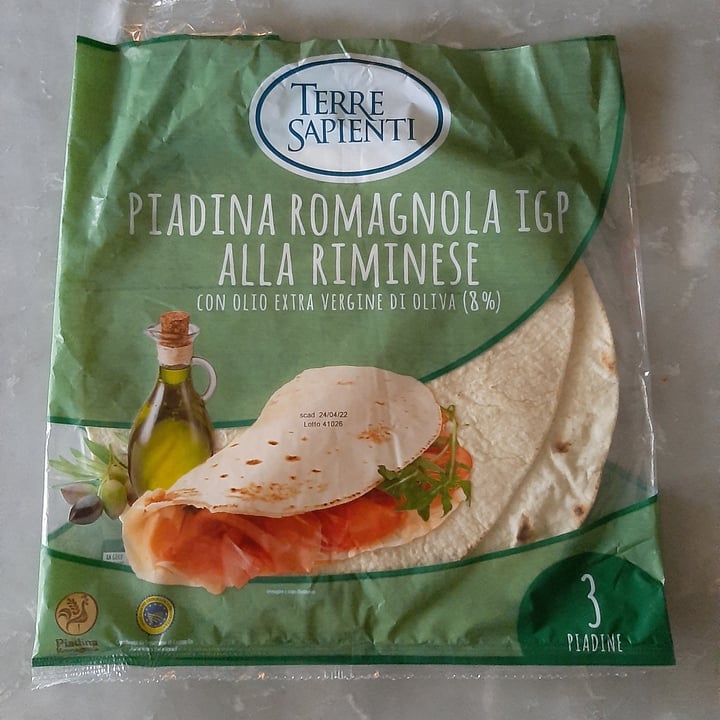 TERRE
SAPIENTI
PIADINA ROMAGNOLA IGP
ALLA RIMINESE
CON OLIO EXTRA VERGINE DI OLIVA (8%)
scad 24/04/22
Lotto 41026
3
PIADINE
Piadina